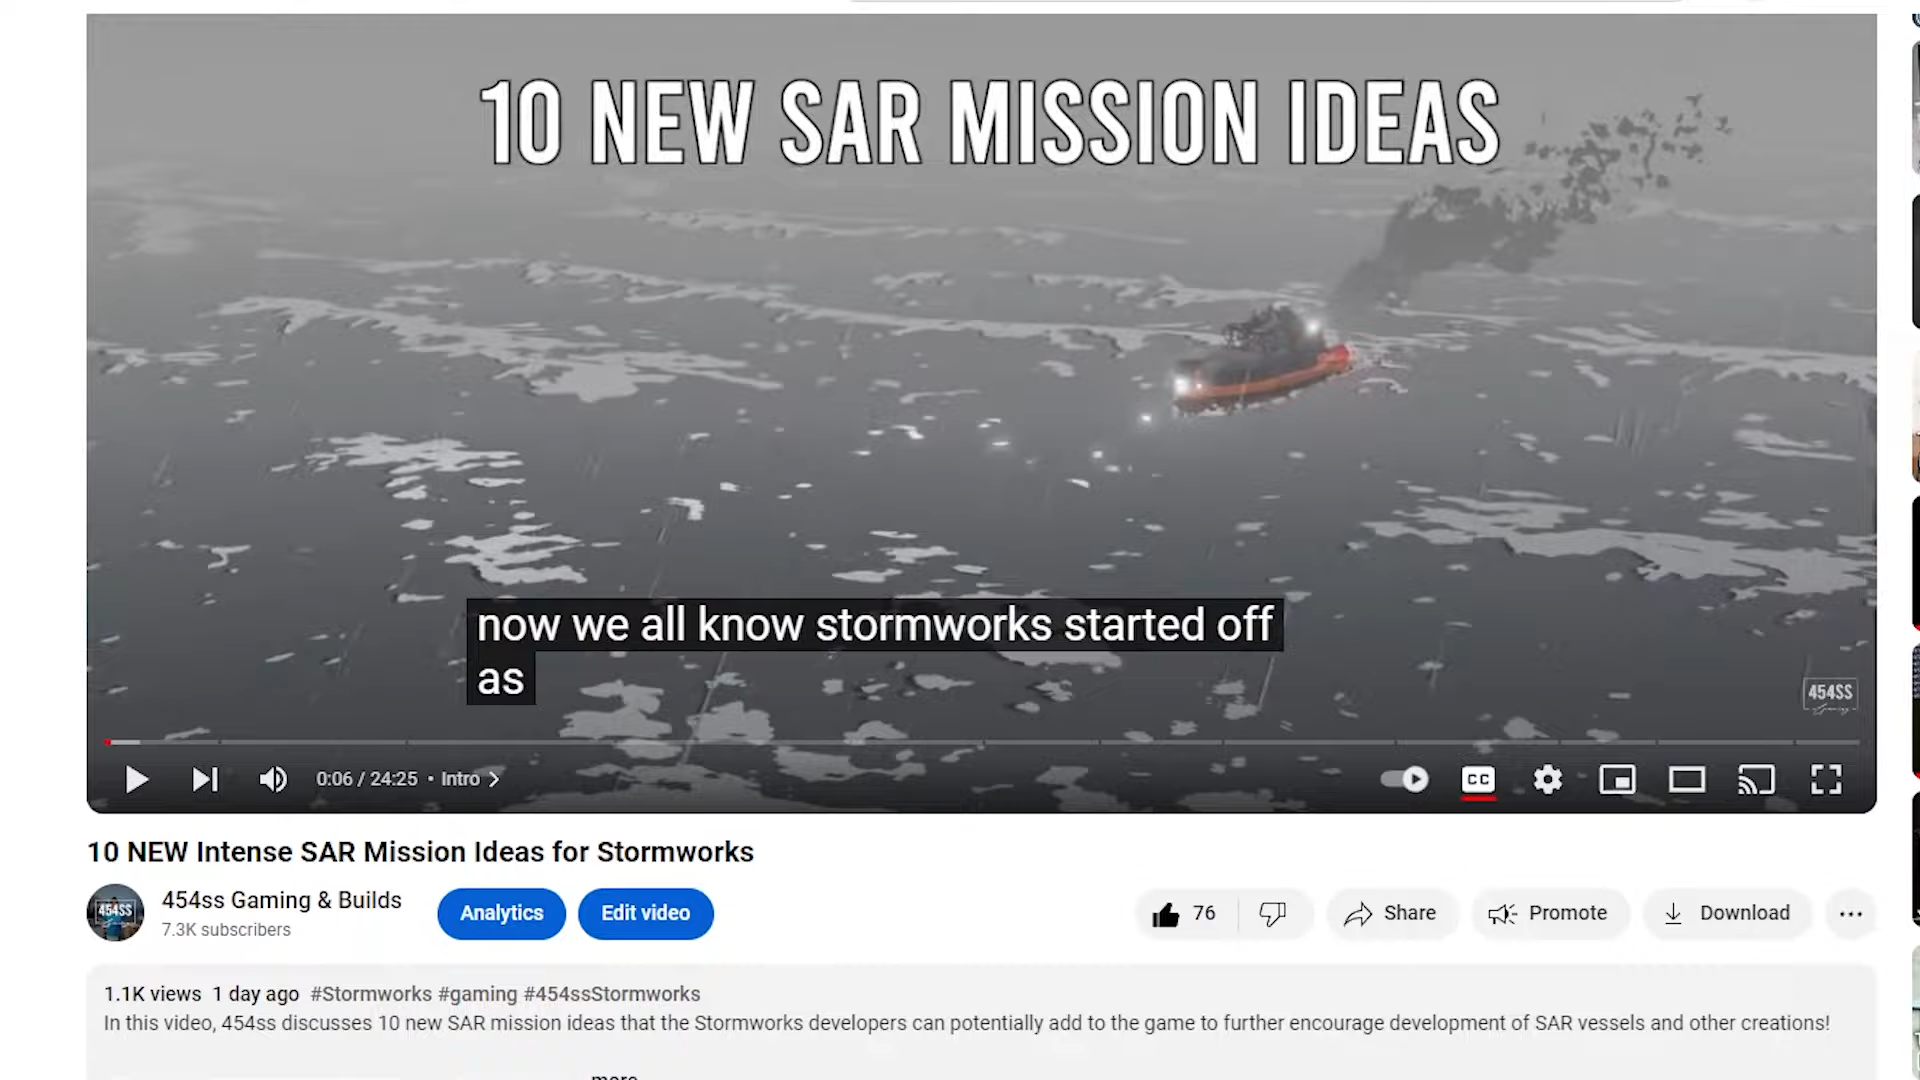 10 NEW SAR MISSION IDEAS
now we all know stormworks started off
as
454SS
0:06 / 24:25 • Intro
CC
10 NEW Intense SAR Mission Ideas for Stormworks
454SS
454ss Gaming & Builds
7.3K subscribers
Analytics
Edit video
76
Share
Promote
Download
1.1K views 1 day ago #Stormworks #gaming #454ssStormworks
In this video, 454ss discusses 10 new SAR mission ideas that the Stormworks developers can potentially add to the game to further encourage development of SAR vessels and other creations!